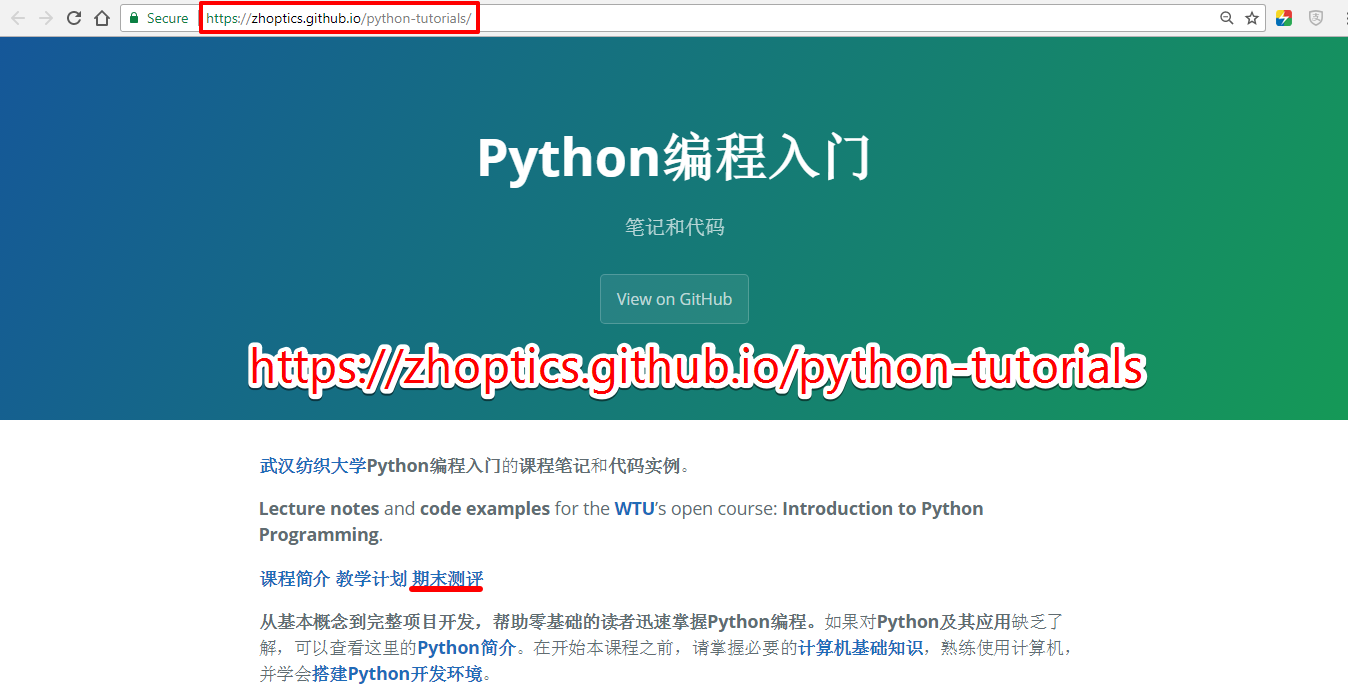 Secure https://zhoptics.github.io/python-tutorials/
Python编程入门
笔记和代码
View on GitHub
https://zhoptics.github.io/python-tutorials
武汉纺织大学Python编程入门的课程笔记和代码实例。
Lecture notes and code examples for the WTU’s open course: Introduction to Python
Programming.
课程简介 教学计划 期末测评
从基本概念到完整项目开发，帮助零基础的读者迅速掌握Python编程。如果对Python及其应用缺乏了
解，可以查看这里的Python简介。在开始本课程之前，请掌握必要的计算机基础知识，熟练使用计算机，
并学会搭建Python开发环境。